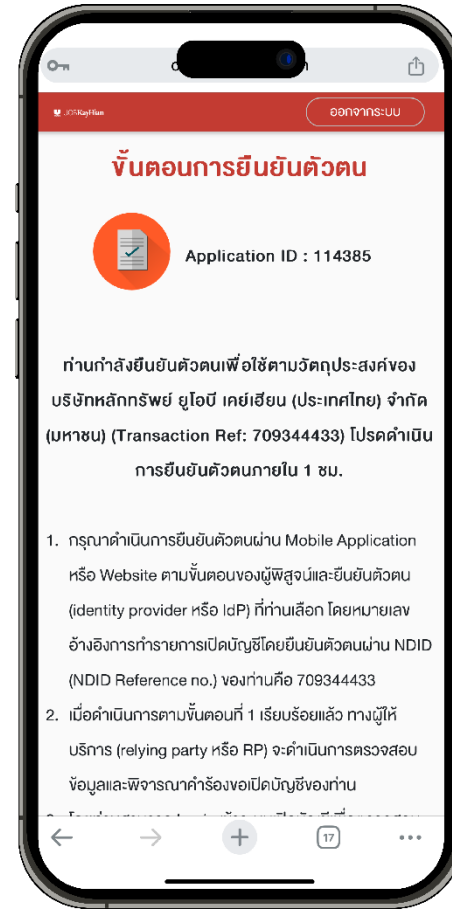 ออกจากระบบ
ขั้นตอนการยืนยันตัวตน
Application ID : 114385
ท่านกำลังยืนยันตัวตนเพื่อใช้ตามวัตถุประสงค์ของ
บริษัทหลักทรัพย์ ยูโอบี เคย์เฮียน (ประเทศไทย) จำกัด
(มหาชน) (Transaction Ref: 709344433) โปรดดำเนิน
การยืนยันตัวตนภายใน 1 ชม.
1. กรุณาดำเนินการยืนยันตัวตนผ่าน Mobile Application
หรือ Website ตามขั้นตอนของผู้พิสูจน์และยืนยันตัวตน
(identity provider หรือ IdP) ที่ท่านเลือก โดยหมายเลข
อ้างอิงการทำรายการเปิดบัญชีโดยยืนยันตัวตนผ่าน NDID
(NDID Reference no.) ของท่านคือ 709344433
2. เมื่อดำเนินการตามขั้นตอนที่ 1 เรียบร้อยแล้ว ทางผู้ให้
บริการ (relying party หรือ RP) จะดำเนินการตรวจสอบ
ข้อมูลและพิจารณาคำร้องขอเปิดบัญชีของท่าน
17